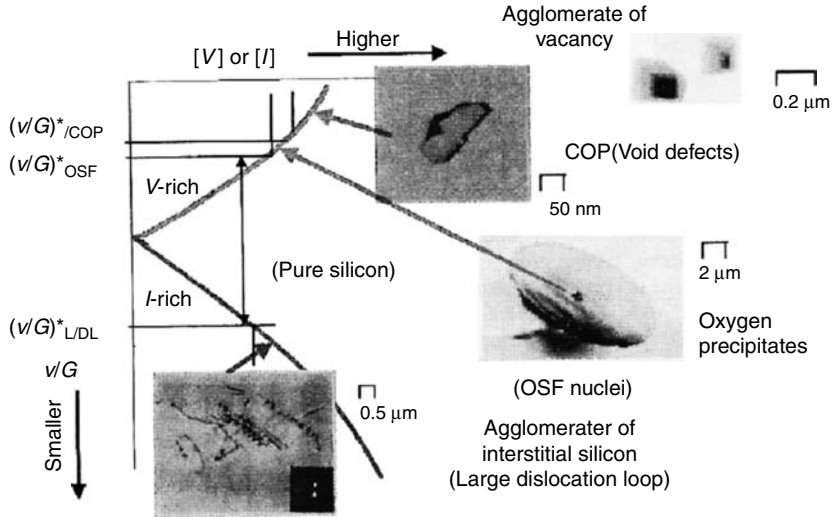 Agglomerate of
vacancy
[V] or [I]
Higher
0.2 μm
(v/G)*/COP
(v/G)*OSF
COP(Void defects)
V-rich
50 nm
(Pure silicon)
2 μm
I-rich
(v/G)*L/DL
Oxygen
precipitates
v/G
(OSF nuclei)
0.5 μm
Smaller
Agglomerater of
interstitial silicon
(Large dislocation loop)